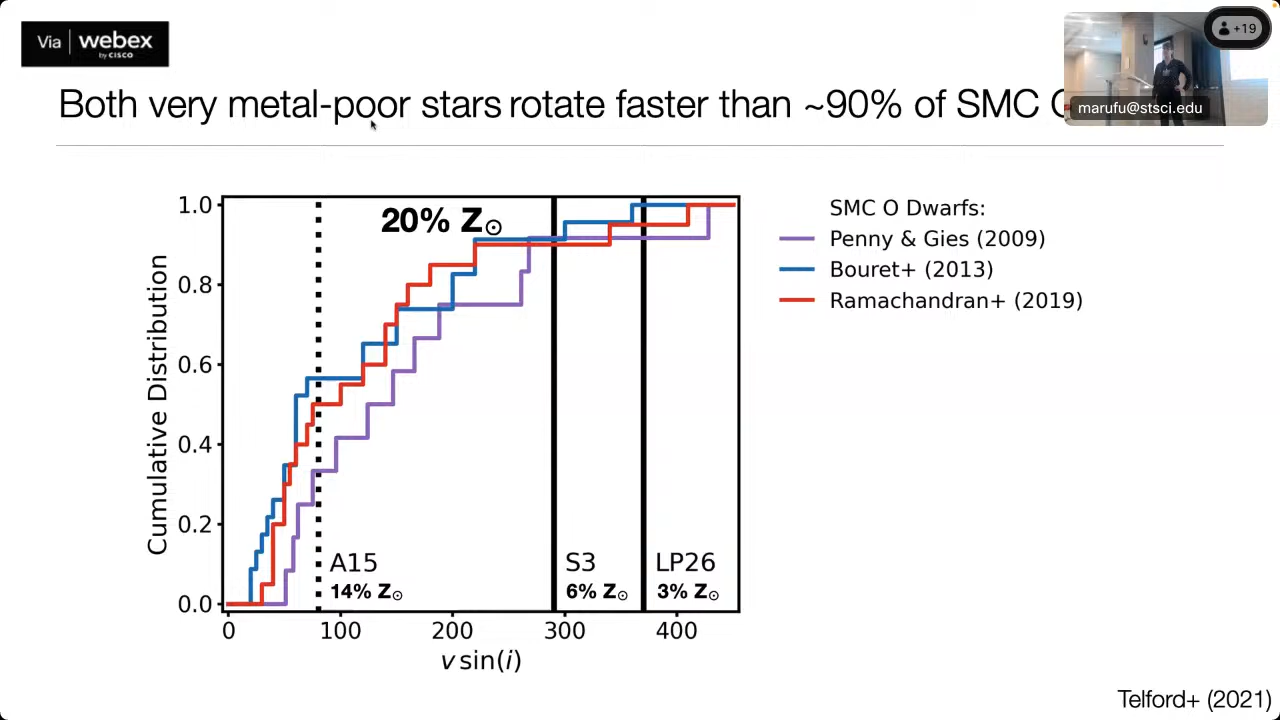 Via webex
by CISCO
+19
marufu@stsci.edu
Both very metal-poor stars rotate faster than ~90% of SMC
20% Z☉
1.0
0.8
0.6
0.4
0.2
0.0
Cumulative Distribution
A15
14% Z☉
S3
6% Z☉
LP26
3% Z☉
0 100 200 300 400
v sin(i)
SMC O Dwarfs:
Penny & Gies (2009)
Bouret+ (2013)
Ramachandran+ (2019)
Telford+ (2021)